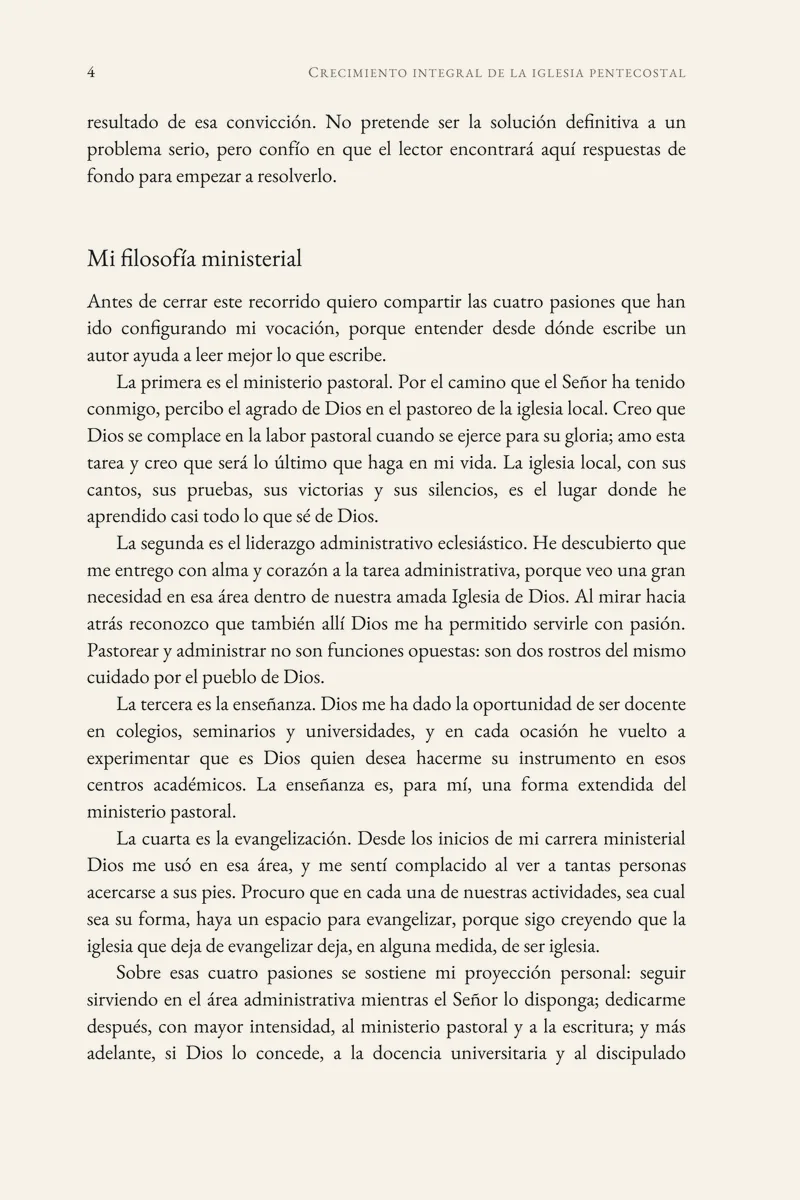 4 CRECIMIENTO INTEGRAL DE LA IGLESIA PENTECOSTAL
resultado de esa convicción. No pretende ser la solución definitiva a un
problema serio, pero confío en que el lector encontrará aquí respuestas de
fondo para empezar a resolverlo.
Mi filosofía ministerial
Antes de cerrar este recorrido quiero compartir las cuatro pasiones que han
ido configurando mi vocación, porque entender desde dónde escribe un
autor ayuda a leer mejor lo que escribe.
La primera es el ministerio pastoral. Por el camino que el Señor ha tenido
conmigo, percibo el agrado de Dios en el pastoreo de la iglesia local. Creo que
Dios se complace en la labor pastoral cuando se ejerce para su gloria; amo esta
tarea y creo que será lo último que haga en mi vida. La iglesia local, con sus
cantos, sus pruebas, sus victorias y sus silencios, es el lugar donde he
aprendido casi todo lo que sé de Dios.
La segunda es el liderazgo administrativo eclesiástico. He descubierto que
me entrego con alma y corazón a la tarea administrativa, porque veo una gran
necesidad en esa área dentro de nuestra amada Iglesia de Dios. Al mirar hacia
atrás reconozco que también allí Dios me ha permitido servirle con pasión.
Pastorear y administrar no son funciones opuestas: son dos rostros del mismo
cuidado por el pueblo de Dios.
La tercera es la enseñanza. Dios me ha dado la oportunidad de ser docente
en colegios, seminarios y universidades, y en cada ocasión he vuelto a
experimentar que es Dios quien desea hacerme su instrumento en esos
centros académicos. La enseñanza es, para mí, una forma extendida del
ministerio pastoral.
La cuarta es la evangelización. Desde los inicios de mi carrera ministerial
Dios me usó en esa área, y me sentí complacido al ver a tantas personas
acercarse a sus pies. Procuro que en cada una de nuestras actividades, sea cual
sea su forma, haya un espacio para evangelizar, porque sigo creyendo que la
iglesia que deja de evangelizar deja, en alguna medida, de ser iglesia.
Sobre esas cuatro pasiones se sostiene mi proyección personal: seguir
sirviendo en el área administrativa mientras el Señor lo disponga; dedicarme
después, con mayor intensidad, al ministerio pastoral y a la escritura; y más
adelante, si Dios lo concede, a la docencia universitaria y al discipulado